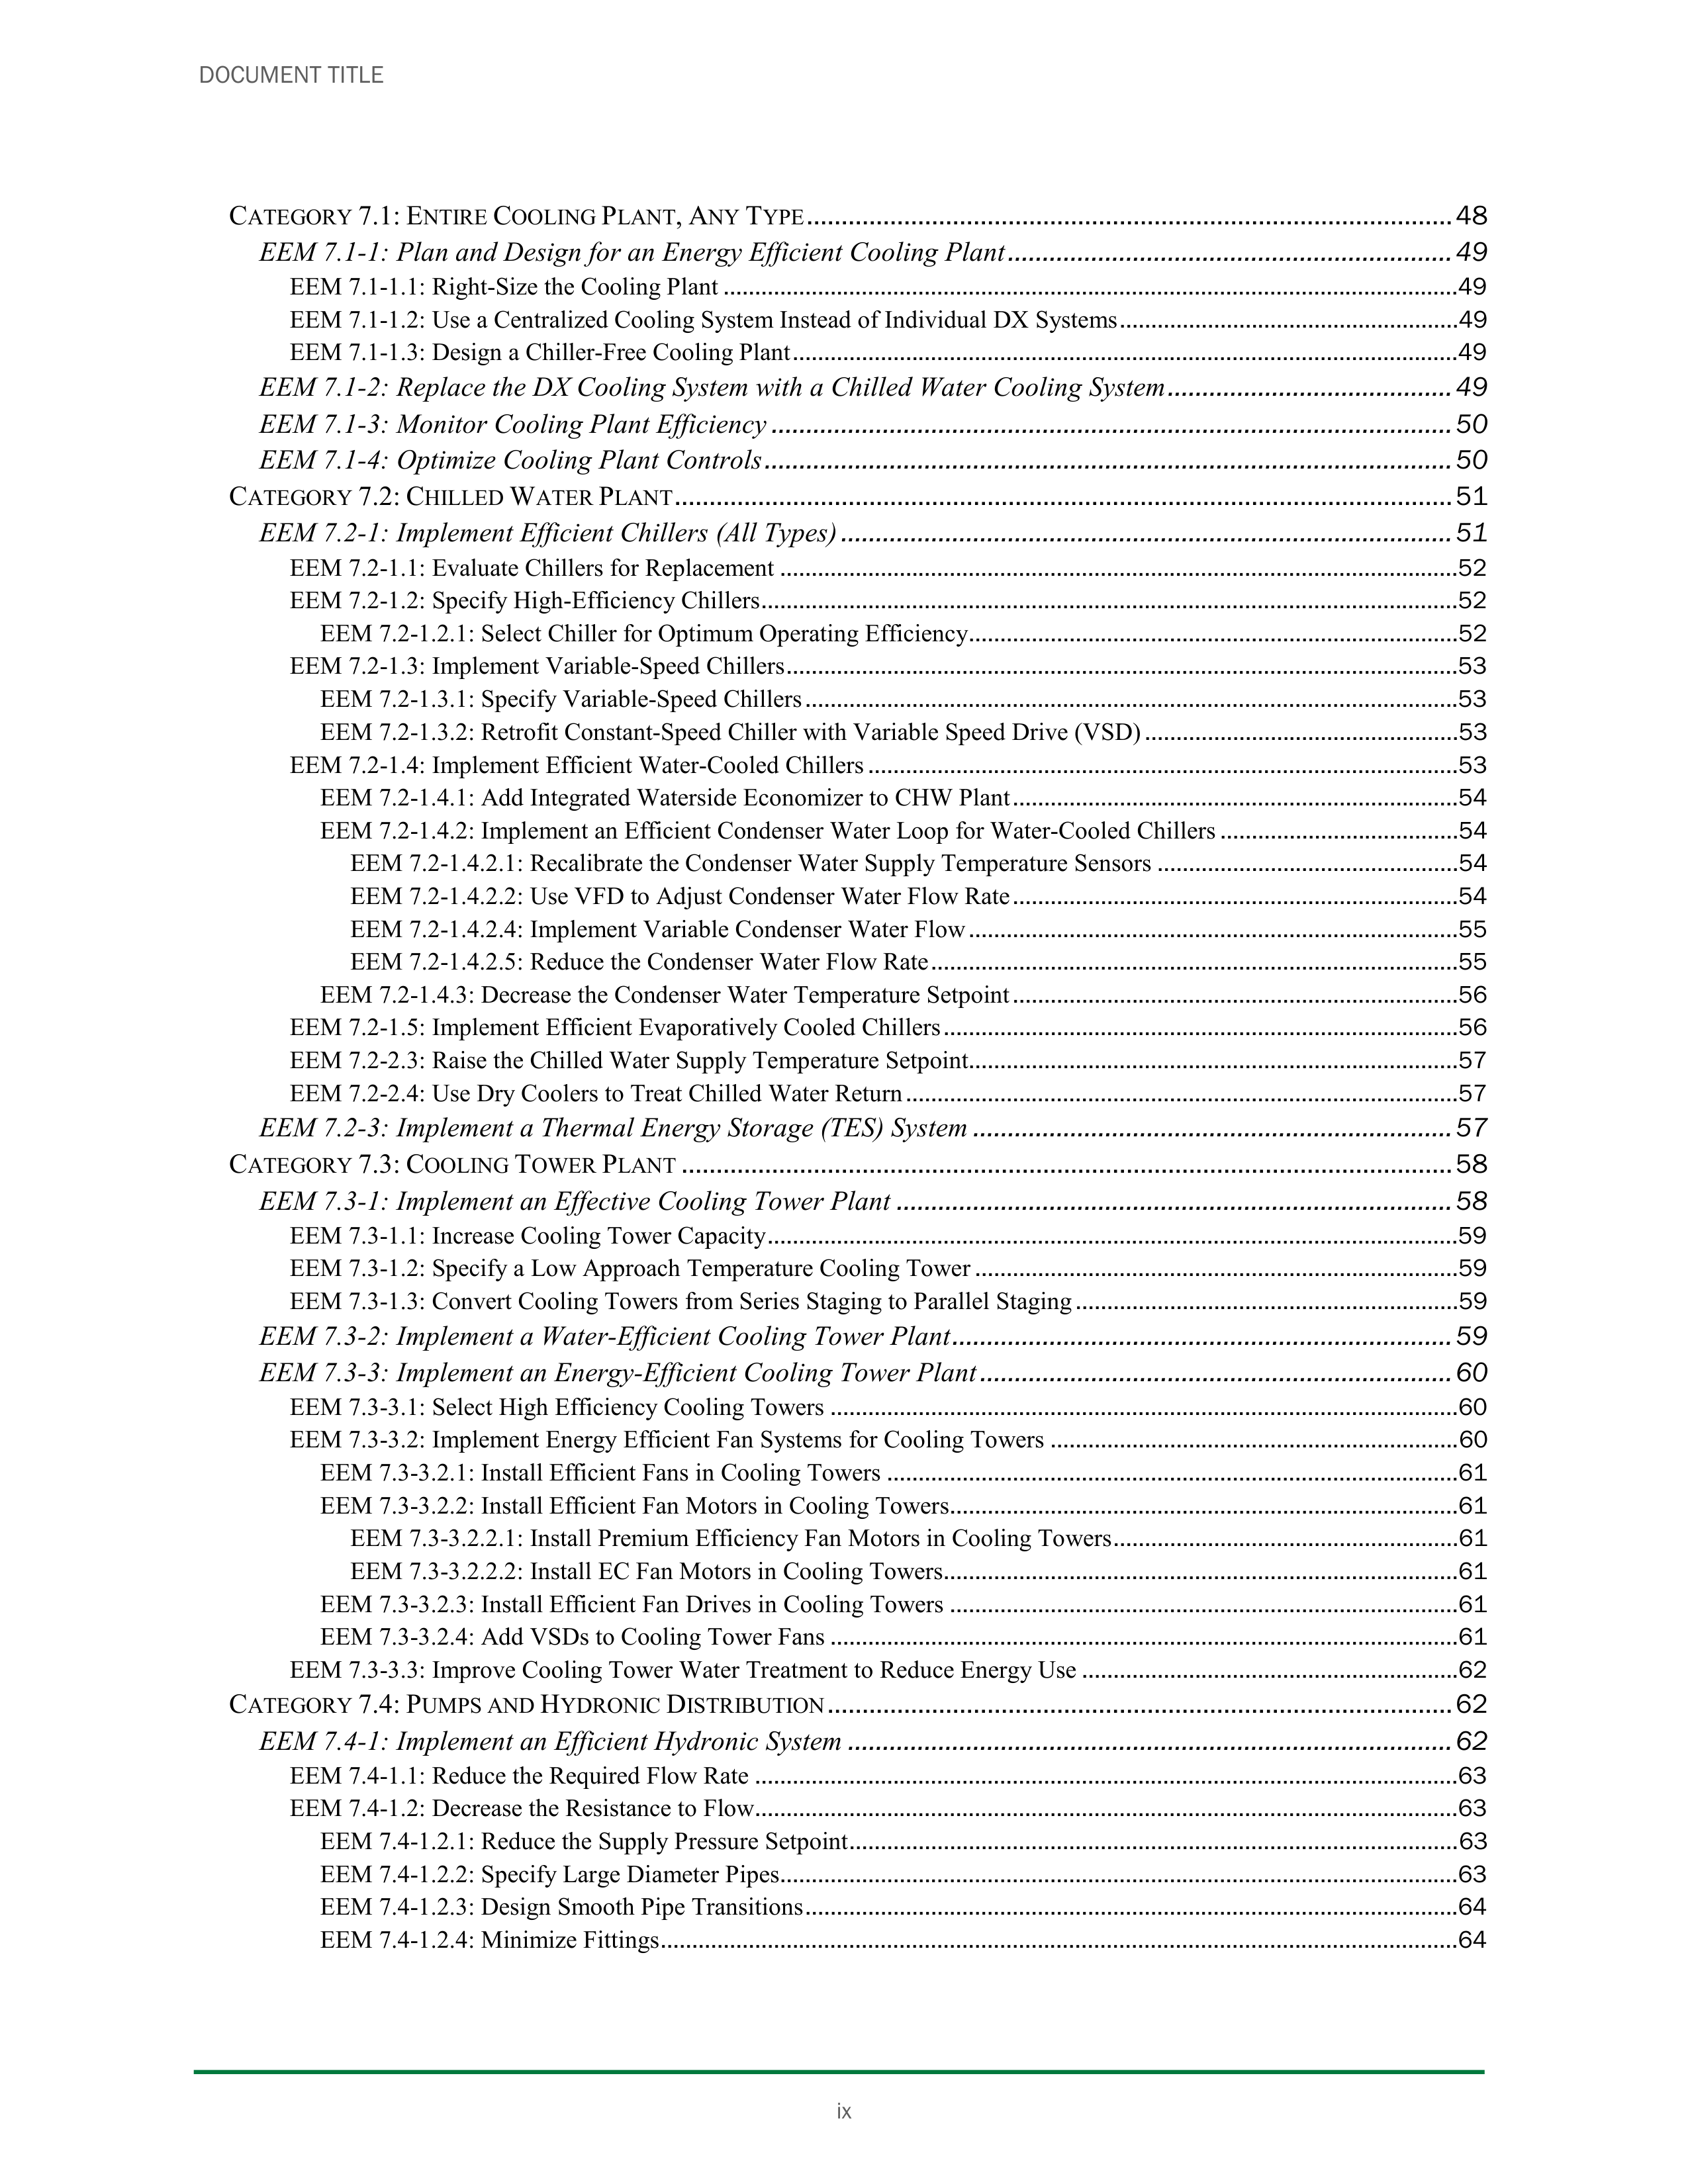 DOCUMENT TITLE
CATEGORY 7.1: ENTIRE COOLING PLANT, ANY TYPE 48
EEM 7.1-1: Plan and Design for an Energy Efficient Cooling Plant 49
EEM 7.1-1.1: Right-Size the Cooling Plant 49
EEM 7.1-1.2: Use a Centralized Cooling System Instead of Individual DX Systems 49
EEM 7.1-1.3: Design a Chiller-Free Cooling Plant 49
EEM 7.1-2: Replace the DX Cooling System with a Chilled Water Cooling System 49
EEM 7.1-3: Monitor Cooling Plant Efficiency 50
EEM 7.1-4: Optimize Cooling Plant Controls 50
CATEGORY 7.2: CHILLED WATER PLANT 51
EEM 7.2-1: Implement Efficient Chillers (All Types) 51
EEM 7.2-1.1: Evaluate Chillers for Replacement 52
EEM 7.2-1.2: Specify High-Efficiency Chillers 52
EEM 7.2-1.2.1: Select Chiller for Optimum Operating Efficiency 52
EEM 7.2-1.3: Implement Variable-Speed Chillers 53
EEM 7.2-1.3.1: Specify Variable-Speed Chillers 53
EEM 7.2-1.3.2: Retrofit Constant-Speed Chiller with Variable Speed Drive (VSD) 53
EEM 7.2-1.4: Implement Efficient Water-Cooled Chillers 53
EEM 7.2-1.4.1: Add Integrated Waterside Economizer to CHW Plant 54
EEM 7.2-1.4.2: Implement an Efficient Condenser Water Loop for Water-Cooled Chillers 54
EEM 7.2-1.4.2.1: Recalibrate the Condenser Water Supply Temperature Sensors 54
EEM 7.2-1.4.2.2: Use VFD to Adjust Condenser Water Flow Rate 54
EEM 7.2-1.4.2.4: Implement Variable Condenser Water Flow 55
EEM 7.2-1.4.2.5: Reduce the Condenser Water Flow Rate 55
EEM 7.2-1.4.3: Decrease the Condenser Water Temperature Setpoint 56
EEM 7.2-1.5: Implement Efficient Evaporatively Cooled Chillers 56
EEM 7.2-2.3: Raise the Chilled Water Supply Temperature Setpoint 57
EEM 7.2-2.4: Use Dry Coolers to Treat Chilled Water Return 57
EEM 7.2-3: Implement a Thermal Energy Storage (TES) System 57
CATEGORY 7.3: COOLING TOWER PLANT 58
EEM 7.3-1: Implement an Effective Cooling Tower Plant 58
EEM 7.3-1.1: Increase Cooling Tower Capacity 59
EEM 7.3-1.2: Specify a Low Approach Temperature Cooling Tower 59
EEM 7.3-1.3: Convert Cooling Towers from Series Staging to Parallel Staging 59
EEM 7.3-2: Implement a Water-Efficient Cooling Tower Plant 59
EEM 7.3-3: Implement an Energy-Efficient Cooling Tower Plant 60
EEM 7.3-3.1: Select High Efficiency Cooling Towers 60
EEM 7.3-3.2: Implement Energy Efficient Fan Systems for Cooling Towers 60
EEM 7.3-3.2.1: Install Efficient Fans in Cooling Towers 61
EEM 7.3-3.2.2: Install Efficient Fan Motors in Cooling Towers 61
EEM 7.3-3.2.2.1: Install Premium Efficiency Fan Motors in Cooling Towers 61
EEM 7.3-3.2.2.2: Install EC Fan Motors in Cooling Towers 61
EEM 7.3-3.2.3: Install Efficient Fan Drives in Cooling Towers 61
EEM 7.3-3.2.4: Add VSDs to Cooling Tower Fans 61
EEM 7.3-3.3: Improve Cooling Tower Water Treatment to Reduce Energy Use 62
CATEGORY 7.4: PUMPS AND HYDRONIC DISTRIBUTION 62
EEM 7.4-1: Implement an Efficient Hydronic System 62
EEM 7.4-1.1: Reduce the Required Flow Rate 63
EEM 7.4-1.2: Decrease the Resistance to Flow 63
EEM 7.4-1.2.1: Reduce the Supply Pressure Setpoint 63
EEM 7.4-1.2.2: Specify Large Diameter Pipes 63
EEM 7.4-1.2.3: Design Smooth Pipe Transitions 64
EEM 7.4-1.2.4: Minimize Fittings 64
ix